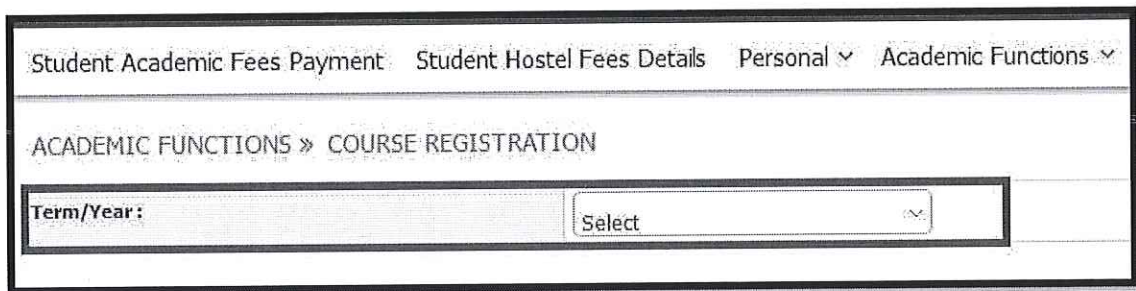 Student Academic Fees Payment Student Hostel Fees Details Personal Academic Functions
ACADEMIC FUNCTIONS » COURSE REGISTRATION
Term/Year: Select